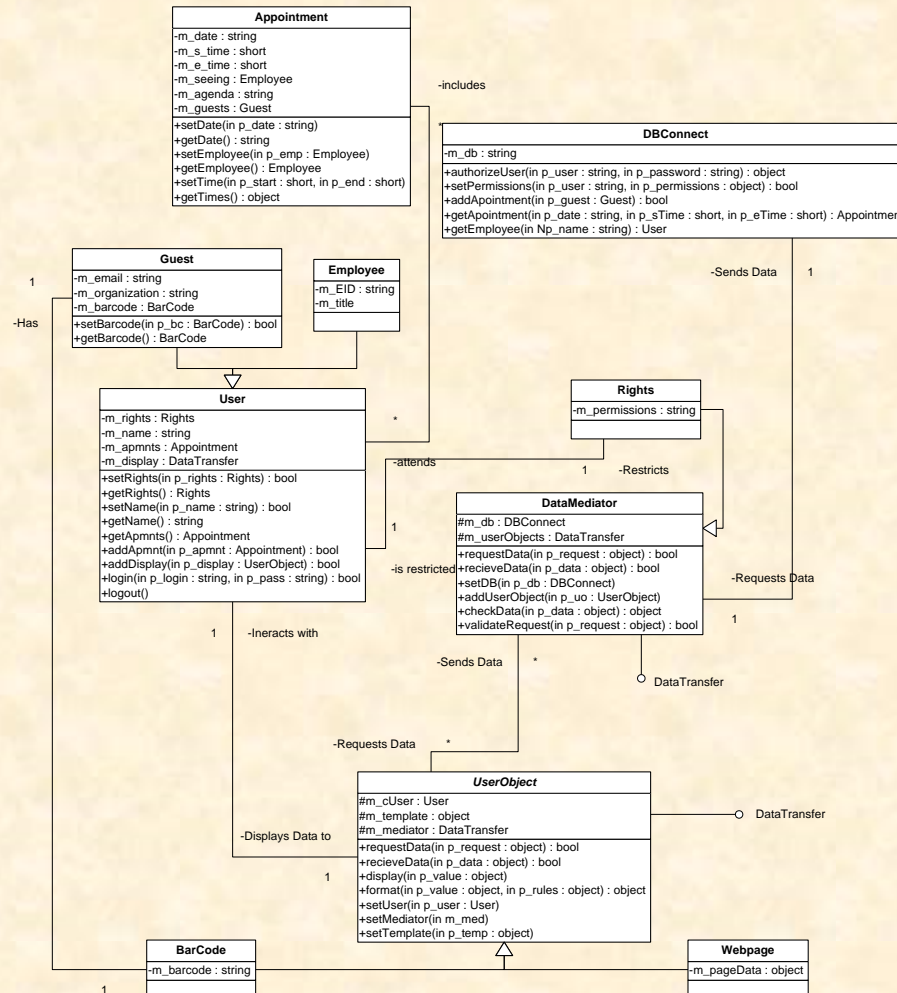 Appointment
-m_date : string
-m_s_time : short
-m_e_time : short
-m_seeing : Employee
-m_agenda : string
-m_guests : Guest
+setDate(in p_date : string)
+getDate() : string
+setEmployee(in p_emp : Employee)
+getEmployee() : Employee
+setTime(in p_start : short, in p_end : short)
+getTimes() : object
-includes
*
DBConnect
-m_db : string
+authorizeUser(in p_user : string, in p_password : string) : object
+setPermissions(in p_user : string, in p_permissions : object) : bool
+addApointment(in p_guest : Guest) : bool
+getApointment(in p_date : string, in p_sTime : short, in p_eTime : short) : Appointmen
+getEmployee(in Np_name : string) : User
-Sends Data
1
1
-Has
Guest
-m_email : string
-m_organization : string
-m_barcode : BarCode
+setBarcode(in p_bc : BarCode) : bool
+getBarcode() : BarCode
Employee
-m_EID : string
-m_title
User
-m_rights : Rights
-m_name : string
-m_apmnts : Appointment
-m_display : DataTransfer
+setRights(in p_rights : Rights) : bool
+getRights() : Rights
+setName(in p_name : string) : bool
+getName() : string
+getApmnts() : Appointment
+addApmnt(in p_apmnt : Appointment) : bool
+addDisplay(in p_display : UserObject) : bool
+login(in p_login : string, in p_pass : string) : bool
+logout()
*
-attends
1
-is restricted
Rights
-m_permissions : string
1
-Restricts
DataMediator
#m_db : DBConnect
#m_userObjects : DataTransfer
+requestData(in p_request : object) : bool
+recieveData(in p_data : object) : bool
+setDB(in p_db : DBConnect)
+addUserObject(in p_uo : UserObject)
+checkData(in p_data : object) : object
+validateRequest(in p_request : object) : bool
-Requests Data
1
1
-Ineracts with
-Sends Data
*
DataTransfer
-Requests Data
*
UserObject
#m_cUser : User
#m_template : object
#m_mediator : DataTransfer
+requestData(in p_request : object) : bool
+recieveData(in p_data : object) : bool
+display(in p_value : object)
+format(in p_value : object, in p_rules : object) : object
+setUser(in p_user : User)
+setMediator(in m_med)
+setTemplate(in p_temp : object)
DataTransfer
-Displays Data to
1
BarCode
-m_barcode : string
1
Webpage
-m_pageData : object